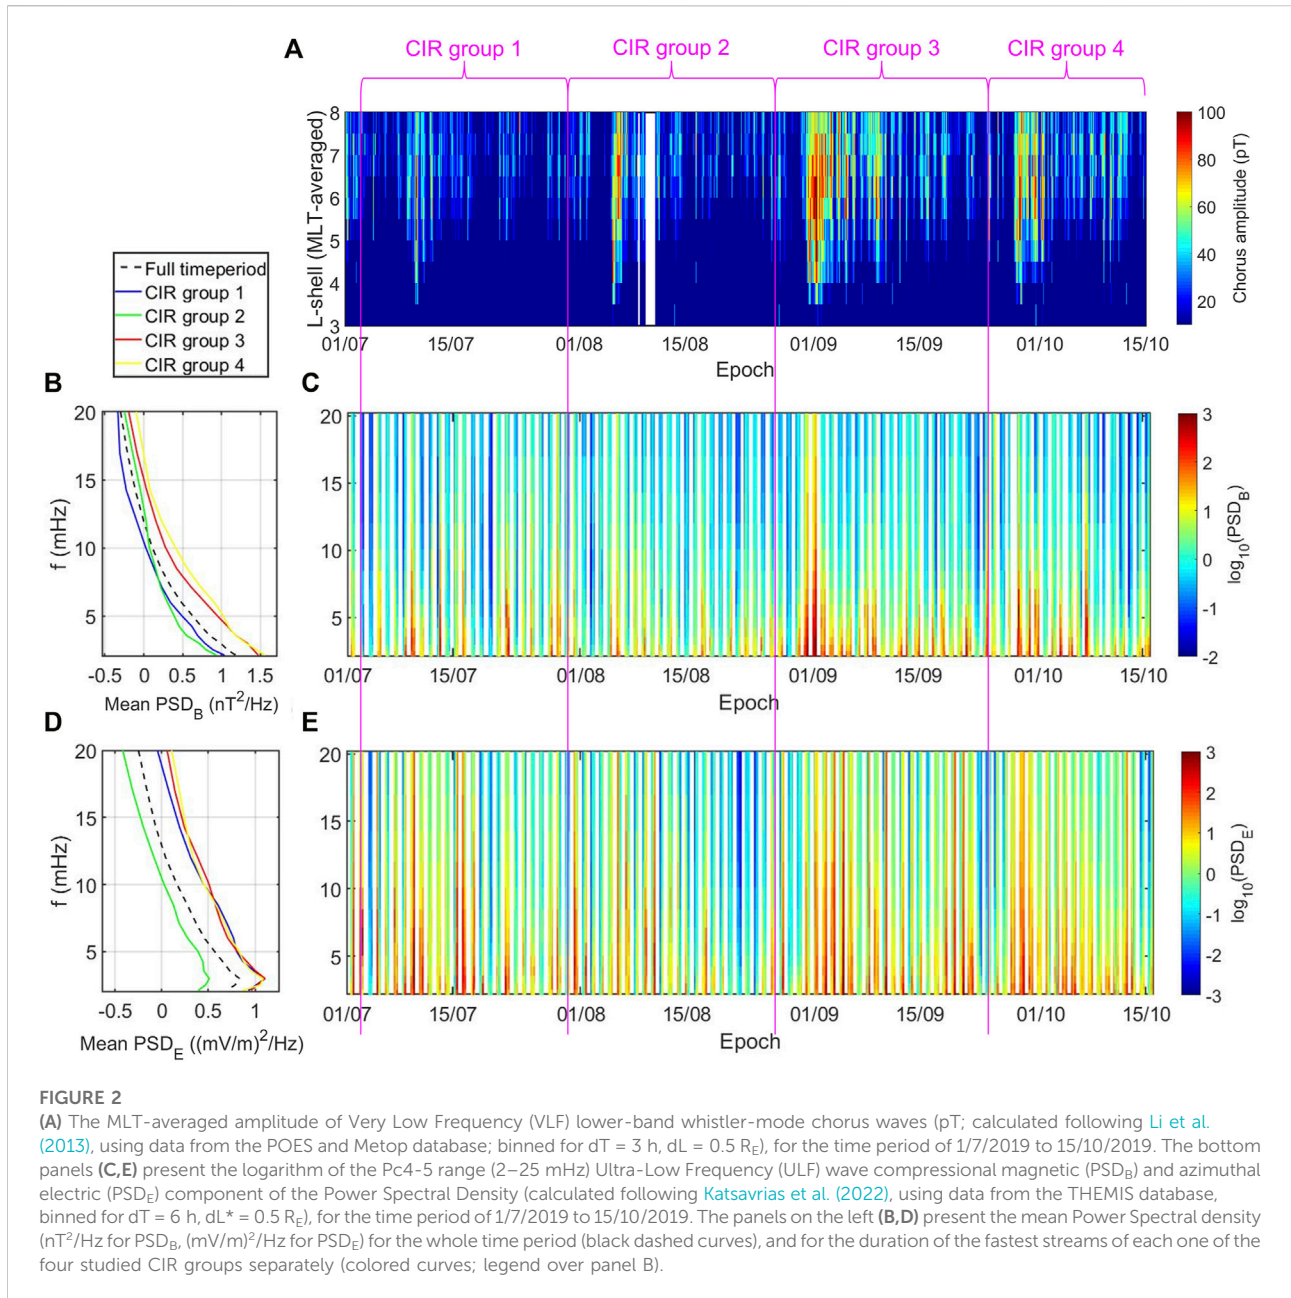 A
CIR group 1
CIR group 2
CIR group 3
CIR group 4
L-shell (MLT-averaged)
8
7
6
5
4
3
01/07
15/07
01/08
15/08
01/09
15/09
01/10
15/10
Epoch
100
80
60
40
20
Chorus amplitude (pT)
Full timeperiod
CIR group 1
CIR group 2
CIR group 3
CIR group 4
B
f (mHz)
20
15
10
5
-0.5
0
0.5
1
1.5
Mean PSD_B (nT²/Hz)
C
20
15
10
5
01/07
15/07
01/08
15/08
01/09
15/09
01/10
15/10
Epoch
3
2
1
0
-1
-2
log₁₀(PSD_B)
D
f (mHz)
20
15
10
5
-0.5
0
0.5
1
Mean PSD_E ((mV/m)²/Hz)
E
20
15
10
5
01/07
15/07
01/08
15/08
01/09
15/09
01/10
15/10
Epoch
3
2
1
0
-1
-2
-3
log₁₀(PSD_E)
FIGURE 2
(A) The MLT-averaged amplitude of Very Low Frequency (VLF) lower-band whistler-mode chorus waves (pT; calculated following Li et al.
(2013), using data from the POES and Metop database; binned for dT = 3 h, dL = 0.5 R_E), for the time period of 1/7/2019 to 15/10/2019. The bottom
panels (C,E) present the logarithm of the Pc4-5 range (2–25 mHz) Ultra-Low Frequency (ULF) wave compressional magnetic (PSD_B) and azimuthal
electric (PSD_E) component of the Power Spectral Density (calculated following Katsavrias et al. (2022), using data from the THEMIS database,
binned for dT = 6 h, dL* = 0.5 R_E), for the time period of 1/7/2019 to 15/10/2019. The panels on the left (B,D) present the mean Power Spectral density
(nT²/Hz for PSD_B, (mV/m)²/Hz for PSD_E) for the whole time period (black dashed curves), and for the duration of the fastest streams of each one of the
four studied CIR groups separately (colored curves; legend over panel B).